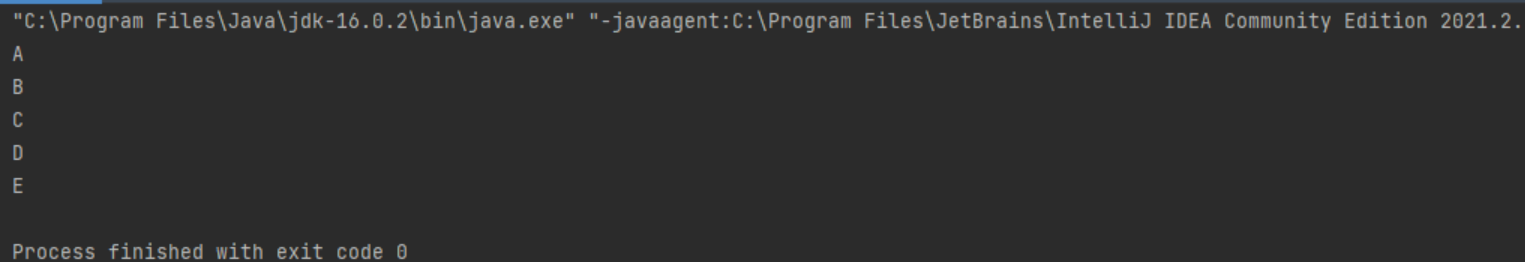 "C:\Program Files\Java\jdk-16.0.2\bin\java.exe" "-javaagent:C:\Program Files\JetBrains\IntelliJ IDEA Community Edition 2021.2.
A
B
C
D
E
Process finished with exit code 0